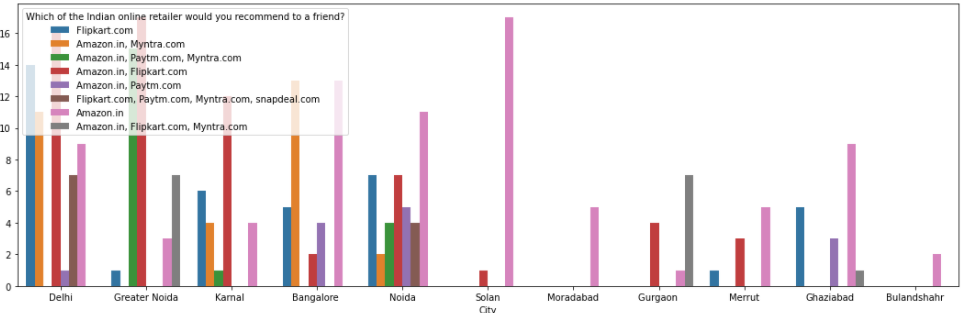 Which of the Indian online retailer would you recommend to a friend?
Flipkart.com
Amazon.in, Myntra.com
Amazon.in, Paytm.com, Myntra.com
Amazon.in, Flipkart.com
Amazon.in, Paytm.com
Flipkart.com, Paytm.com, Myntra.com, snapdeal.com
Amazon.in
Amazon.in, Flipkart.com, Myntra.com
16
14
12
10
8
6
4
2
0
Delhi Greater Noida Karnal Bangalore Noida Solan Moradabad Gurgaon Merrut Ghaziabad Bulandshahr
City